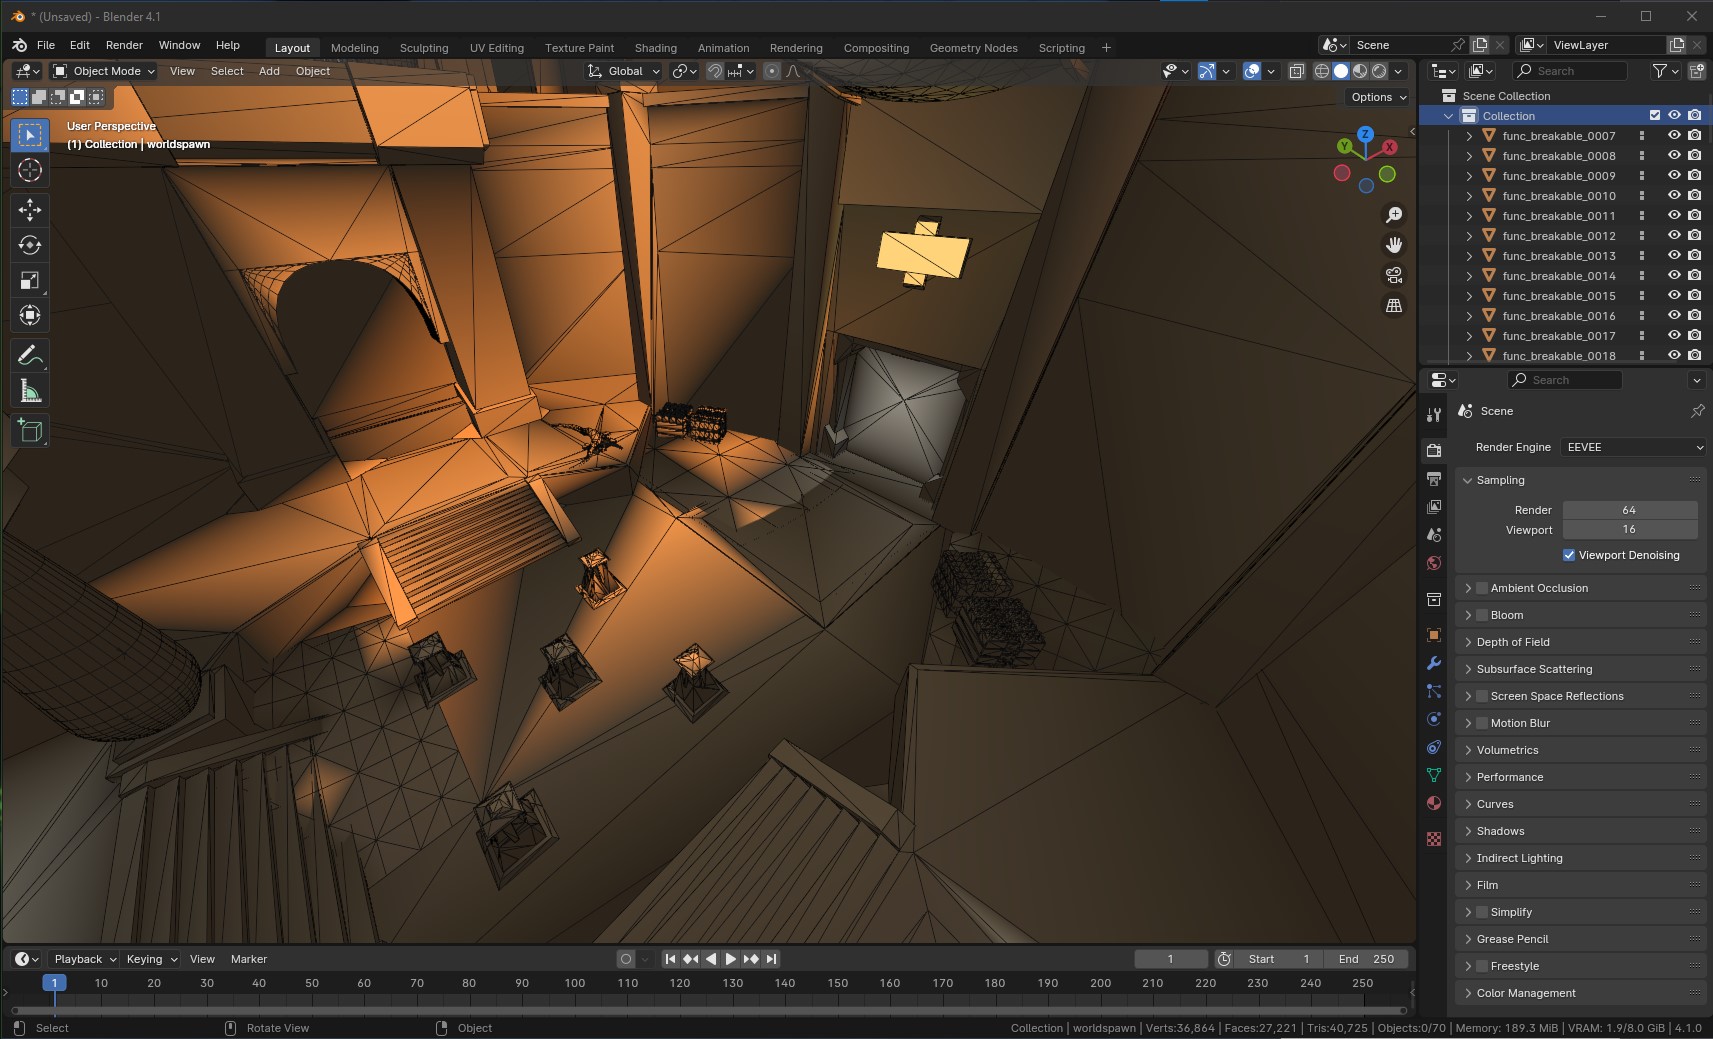 * (Unsaved) - Blender 4.1
File Edit Render Window Help Layout Modeling Sculpting UV Editing Texture Paint Shading Animation Rendering Compositing Geometry Nodes Scripting + Scene ViewLayer
Object Mode View Select Add Object Global Search
Options
User Perspective
(1) Collection | worldspawn
Z
Y
X
Scene Collection
Collection
func_breakable_0007
func_breakable_0008
func_breakable_0009
func_breakable_0010
func_breakable_0011
func_breakable_0012
func_breakable_0013
func_breakable_0014
func_breakable_0015
func_breakable_0016
func_breakable_0017
func_breakable_0018
Search
Scene
Render Engine EEVEE
Sampling
Render 64
Viewport 16
Viewport Denoising
Ambient Occlusion
Bloom
Depth of Field
Subsurface Scattering
Screen Space Reflections
Motion Blur
Volumetrics
Performance
Curves
Shadows
Indirect Lighting
Film
Simplify
Grease Pencil
Freestyle
Color Management
Playback Keying View Marker 1 Start 1 End 250
1 10 20 30 40 50 60 70 80 90 100 110 120 130 140 150 160 170 180 190 200 210 220 230 240 250
Select Rotate View Object Collection | worldspawn | Verts:36,864 | Faces:27,221 | Tris:40,725 | Objects:0/70 | Memory: 189.3 MiB | VRAM: 1.9/8.0 GiB | 4.1.0